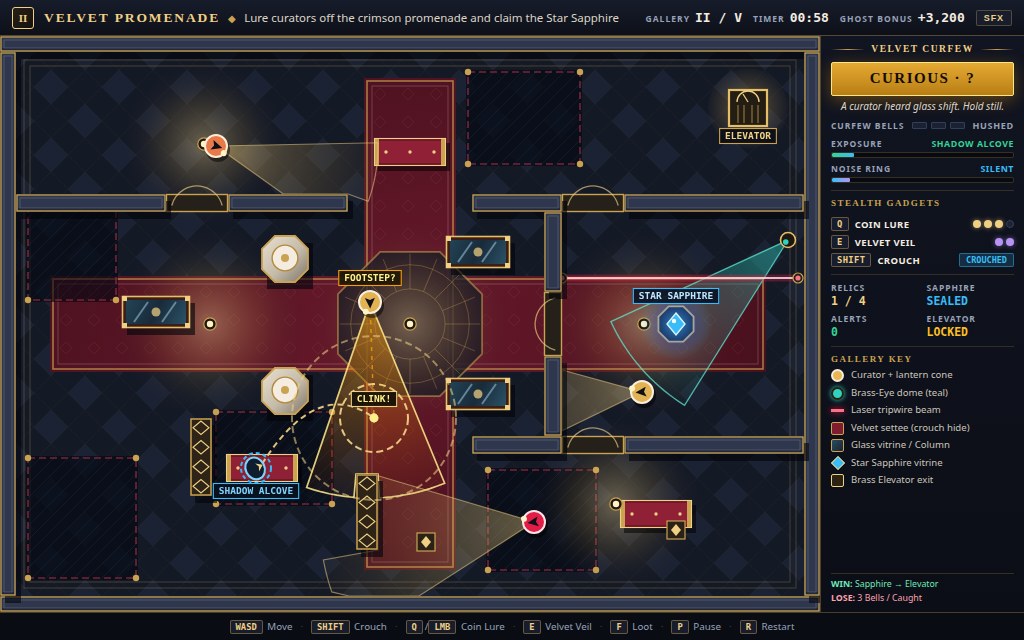 II VELVET PROMENADE ◆ Lure curators off the crimson promenade and claim the Star Sapphire GALLERY II / V TIMER 00:58 GHOST BONUS +3,200 SFX
ELEVATOR
FOOTSTEP?
STAR SAPPHIRE
CLINK!
SHADOW ALCOVE
VELVET CURFEW
CURIOUS · ?
A curator heard glass shift. Hold still.
CURFEW BELLS HUSHED
EXPOSURE SHADOW ALCOVE
NOISE RING SILENT
STEALTH GADGETS
Q COIN LURE
E VELVET VEIL
SHIFT CROUCH CROUCHED
RELICS SAPPHIRE
1 / 4 SEALED
ALERTS ELEVATOR
0 LOCKED
GALLERY KEY
Curator + lantern cone
Brass-Eye dome (teal)
Laser tripwire beam
Velvet settee (crouch hide)
Glass vitrine / Column
Star Sapphire vitrine
Brass Elevator exit
WIN: Sapphire → Elevator
LOSE: 3 Bells / Caught
WASD Move · SHIFT Crouch · Q / LMB Coin Lure · E Velvet Veil · F Loot · P Pause · R Restart